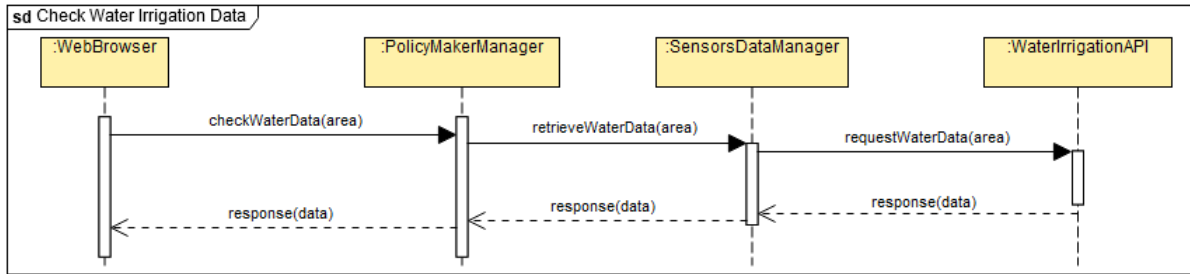 sd Check Water Irrigation Data
:WebBrowser
:PolicyMakerManager
:SensorsDataManager
:WaterIrrigationAPI
checkWaterData(area)
retrieveWaterData(area)
requestWaterData(area)
response(data)
response(data)
response(data)